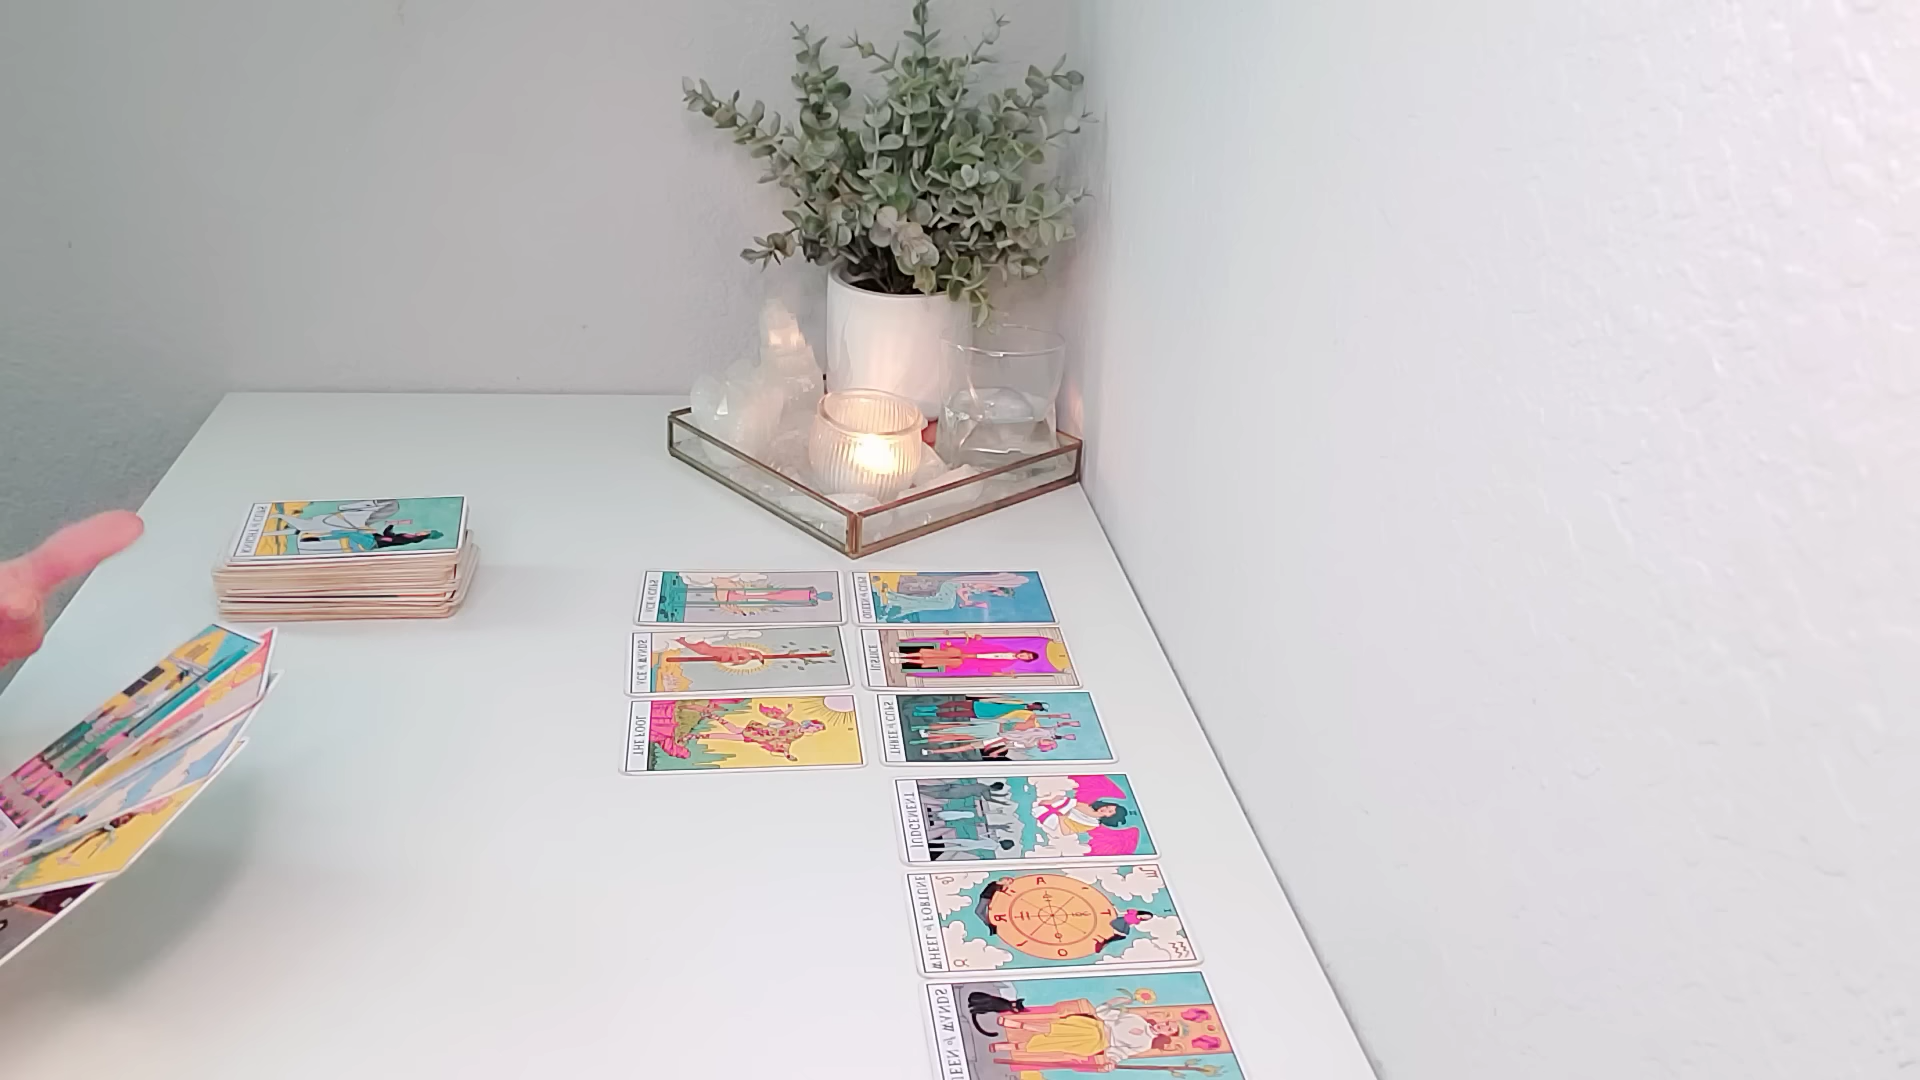 KNIGHT of CUPS
ACE of CUPS
QUEEN of CUPS
ACE of WANDS
JUSTICE
THE FOOL
THREE of CUPS
JUDGEMENT
WHEEL of FORTUNE
T A R O
EEN of WANDS